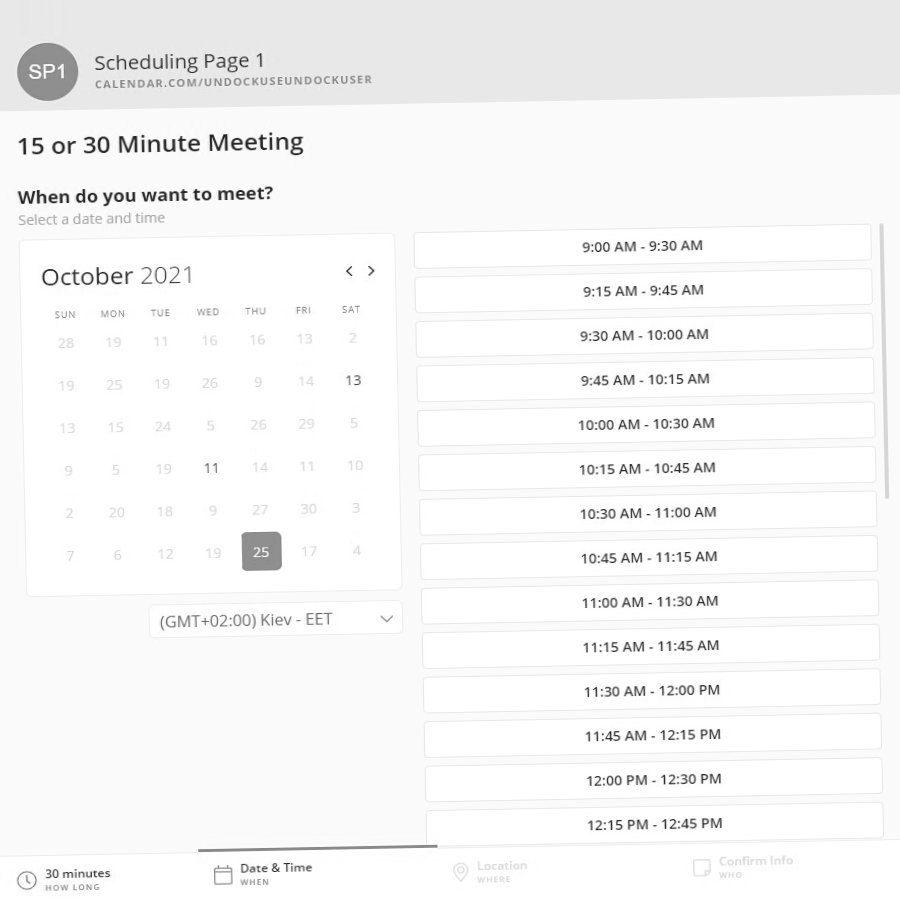 SP1
Scheduling Page 1
CALENDAR.COM/UNDOCKUSEUNDOCKUSER
15 or 30 Minute Meeting
When do you want to meet?
Select a date and time
October 2021
SUN MON TUE WED THU FRI SAT
28 19 11 16 16 13 2
19 25 19 26 9 14 13
13 15 24 5 26 29 5
9 5 19 11 14 11 10
2 20 18 9 27 30 3
7 6 12 19 25 17 4
(GMT+02:00) Kiev - EET
9:00 AM - 9:30 AM
9:15 AM - 9:45 AM
9:30 AM - 10:00 AM
9:45 AM - 10:15 AM
10:00 AM - 10:30 AM
10:15 AM - 10:45 AM
10:30 AM - 11:00 AM
10:45 AM - 11:15 AM
11:00 AM - 11:30 AM
11:15 AM - 11:45 AM
11:30 AM - 12:00 PM
11:45 AM - 12:15 PM
12:00 PM - 12:30 PM
12:15 PM - 12:45 PM
30 minutes
HOW LONG
Date & Time
WHEN
Location
WHERE
Confirm Info
WHO